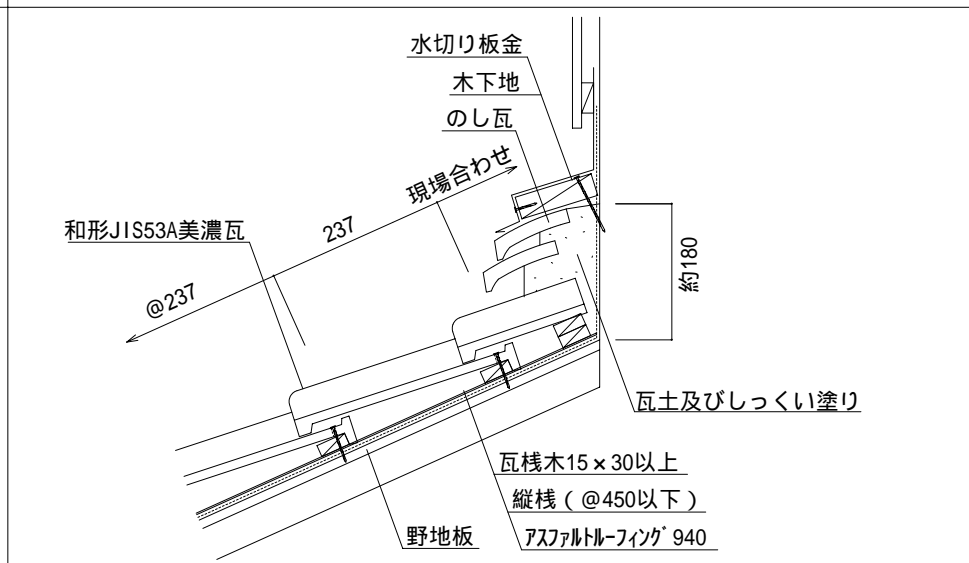 水切り板金
木下地
のし瓦
現場合わせ
和形JIS53A美濃瓦
237
@237
約180
瓦土及びしっくい塗り
瓦桟木15×30以上
縦桟(@450以下)
野地板
ｱｽﾌｧﾙﾄﾙｰﾌｨﾝｸﾞ940